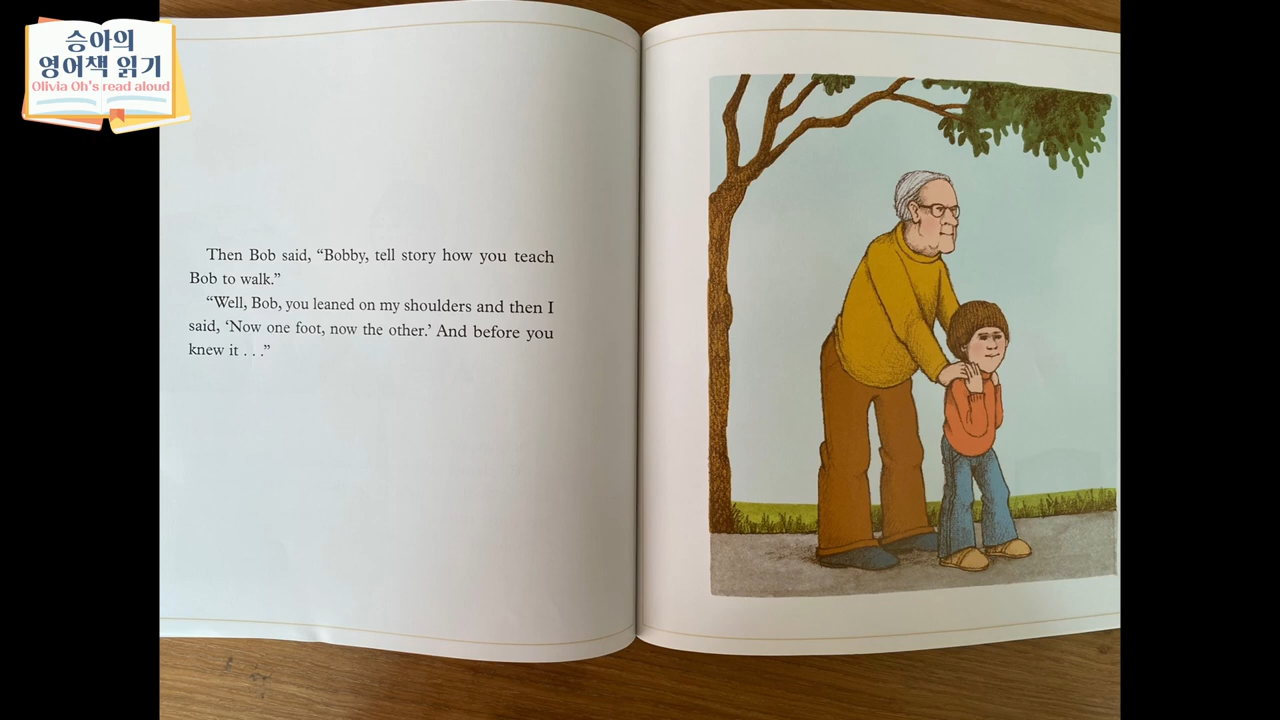 승아의
영어책 읽기
Olivia Oh's read aloud
Then Bob said, “Bobby, tell story how you teach
Bob to walk.”
“Well, Bob, you leaned on my shoulders and then I
said, ‘Now one foot, now the other.’ And before you
knew it . . .”